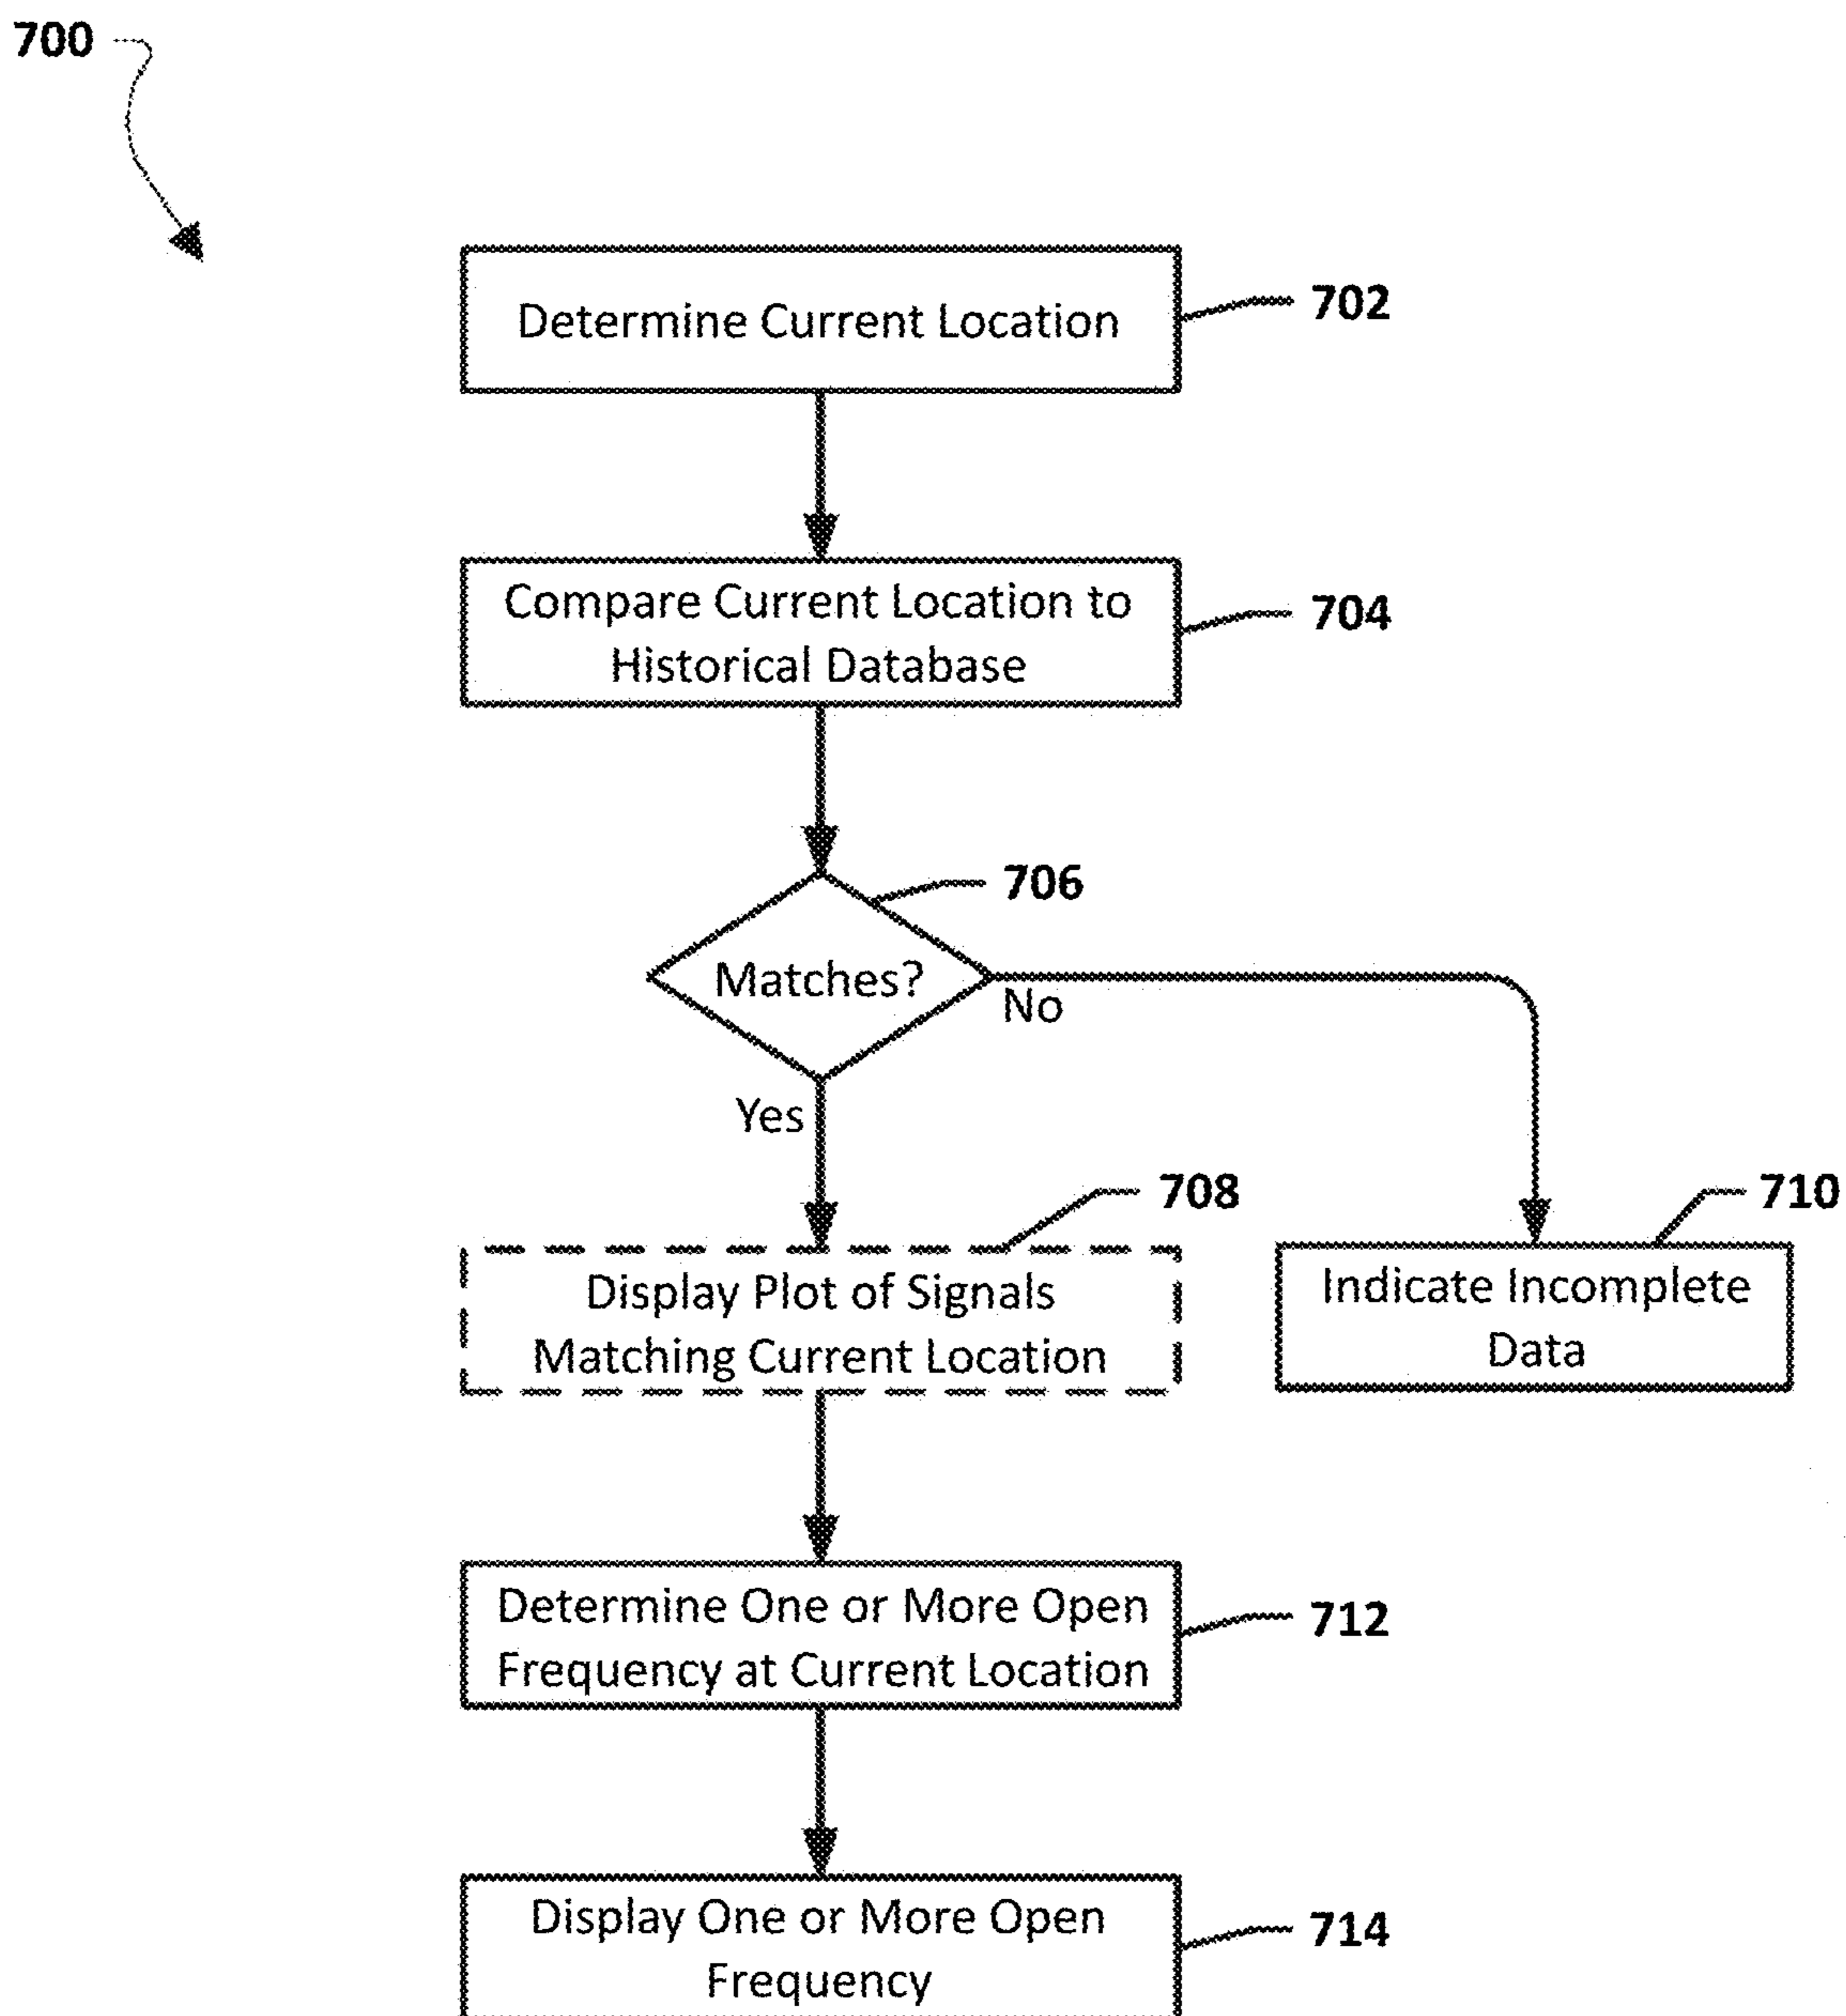 700
Determine Current Location
702
Compare Current Location to
Historical Database
704
706
Matches?
No
Yes
708
710
Display Plot of Signals
Matching Current Location
Indicate Incomplete
Data
Determine One or More Open
Frequency at Current Location
712
Display One or More Open
Frequency
714